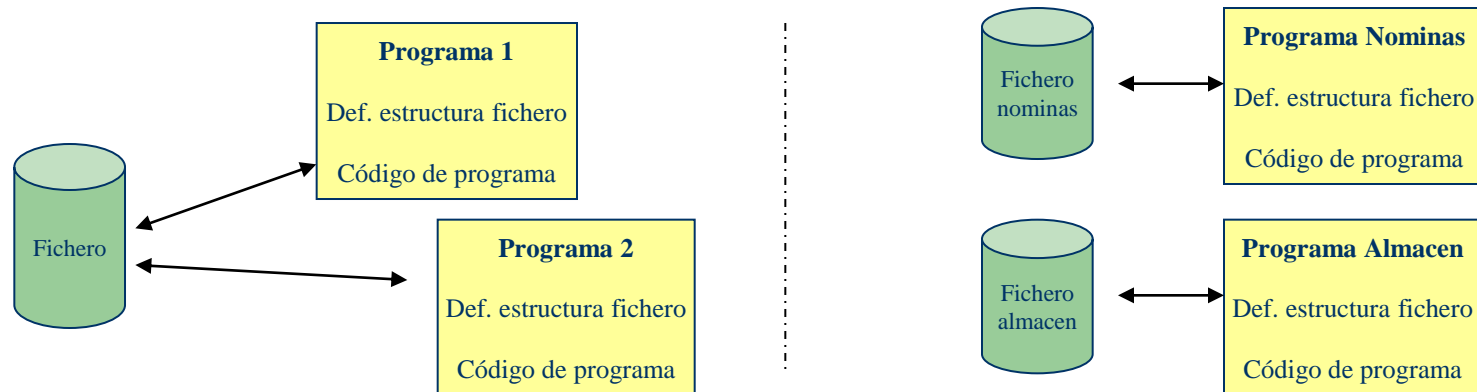 Fichero
Programa 1
Def. estructura fichero
Código de programa
Programa 2
Def. estructura fichero
Código de programa
Fichero
nominas
Programa Nominas
Def. estructura fichero
Código de programa
Fichero
almacen
Programa Almacen
Def. estructura fichero
Código de programa